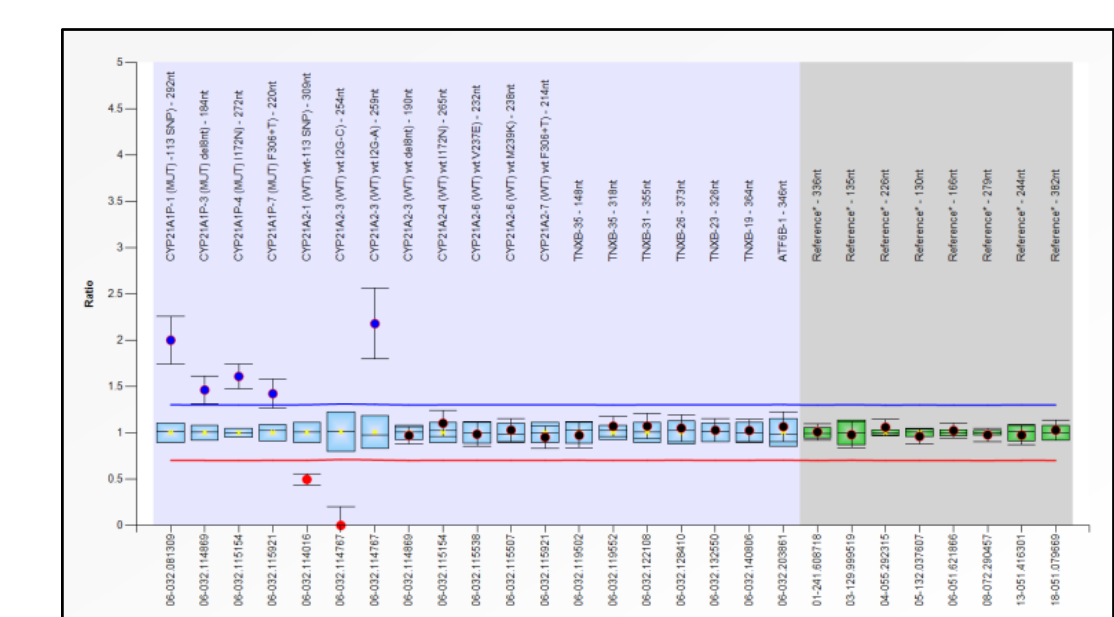 Ratio
5
4.5
4
3.5
3
2.5
2
1.5
1
0.5
0
CYP21A1P-1 (MUT) -113 SNP) - 292nt
CYP21A1P-3 (MUT) del8nt) - 184nt
CYP21A1P-4 (MUT) I172N) - 272nt
CYP21A1P-7 (MUT) F306+T) - 220nt
CYP21A2-1 (WT) wt-113 SNP) - 309nt
CYP21A2-3 (WT) wt I2G-C) - 254nt
CYP21A2-3 (WT) wt I2G-A) - 259nt
CYP21A2-3 (WT) wt del8nt) - 190nt
CYP21A2-4 (WT) wt I172N) - 265nt
CYP21A2-6 (WT) wt V237E) - 232nt
CYP21A2-6 (WT) wt M239K) - 238nt
CYP21A2-7 (WT) wt F306+T) - 214nt
TNXB-35 - 148nt
TNXB-35 - 318nt
TNXB-31 - 355nt
TNXB-26 - 373nt
TNXB-23 - 326nt
TNXB-19 - 364nt
ATF6B-1 - 346nt
Reference* - 336nt
Reference* - 135nt
Reference* - 226nt
Reference* - 130nt
Reference* - 166nt
Reference* - 279nt
Reference* - 244nt
Reference* - 382nt
06-032.081309
06-032.114869
06-032.115154
06-032.115921
06-032.114016
06-032.114767
06-032.114767
06-032.114869
06-032.115154
06-032.115538
06-032.115507
06-032.115921
06-032.119502
06-032.119552
06-032.122108
06-032.128410
06-032.132550
06-032.140806
06-032.203861
01-241.608718
03-129.999519
04-055.292315
05-132.037607
06-051.621866
08-072.290457
13-051.416301
18-051.079669